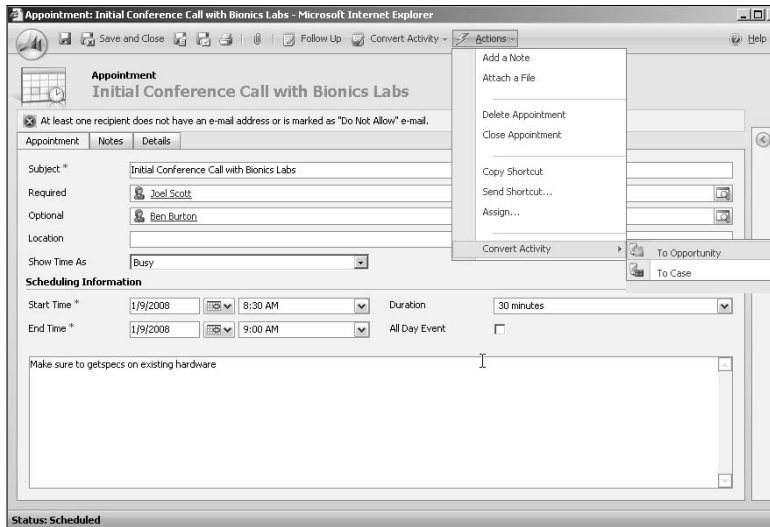 Appointment: Initial Conference Call with Bionics Labs - Microsoft Internet Explorer
Save and Close Follow Up Convert Activity Actions Help
Add a Note
Attach a File
Delete Appointment
Close Appointment
Copy Shortcut
Send Shortcut...
Assign...
Convert Activity
To Opportunity
To Case
Appointment
Initial Conference Call with Bionics Labs
At least one recipient does not have an e-mail address or is marked as "Do Not Allow" e-mail.
Appointment Notes Details
Subject * Initial Conference Call with Bionics Labs
Required Joel Scott
Optional Ben Burton
Location
Show Time As Busy
Scheduling Information
Start Time * 1/9/2008 8:30 AM Duration 30 minutes
End Time * 1/9/2008 9:00 AM All Day Event
Make sure to getspecs on existing hardware
Status: Scheduled